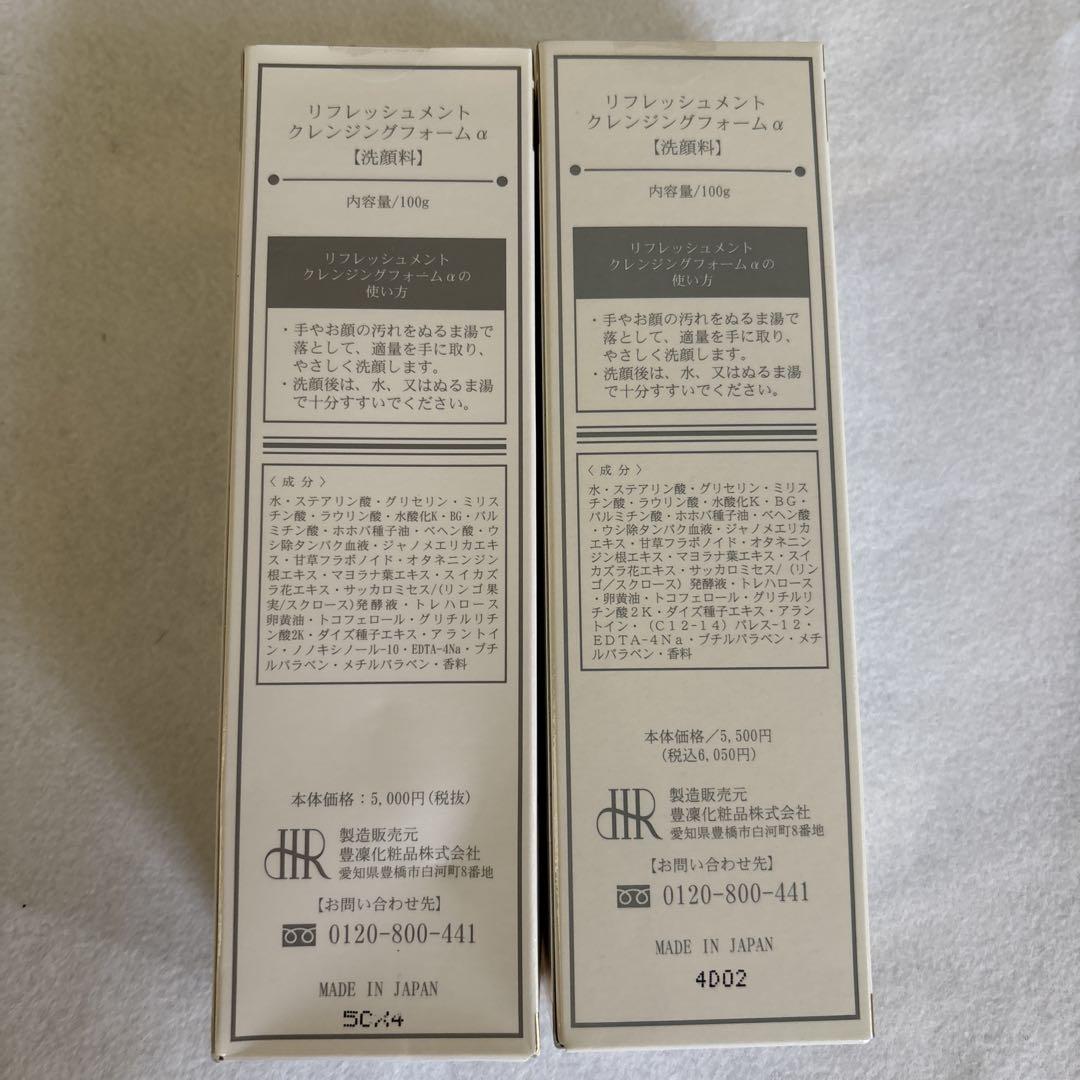 リフレッシュメント
クレンジングフォームα
【洗顔料】
内容量/100g
リフレッシュメント
クレンジングフォームαの
使い方
・手やお顔の汚れをぬるま湯で
落として、適量を手に取り、
やさしく洗顔します。
・洗顔後は、水、又はぬるま湯
で十分すすいでください。
〈成分〉
水・ステアリン酸・グリセリン・ミリス
チン酸・ラウリン酸・水酸化K・BG・パル
ミチン酸・ホホバ種子油・ベヘン酸・ウ
シ除タンパク血液・ジャノメエリカエキ
ス・甘草フラボノイド・オタネニンジン
根エキス・マヨラナ葉エキス・スイカズ
ラ花エキス・サッカロミセス/(リンゴ果
実/スクロース)発酵液・トレハロース
卵黄油・トコフェロール・グリチルリチ
ン酸2K・ダイズ種子エキス・アラントイ
ン・ノノキシノール-10・EDTA-4Na・ブチ
ルパラベン・メチルパラベン・香料
本体価格：5,000円(税抜)
HR
製造販売元
豊凜化粧品株式会社
愛知県豊橋市白河町8番地
【お問い合わせ先】
0120-800-441
MADE IN JAPAN
5CX4
リフレッシュメント
クレンジングフォームα
【洗顔料】
内容量/100g
リフレッシュメント
クレンジングフォームαの
使い方
・手やお顔の汚れをぬるま湯で
落として、適量を手に取り、
やさしく洗顔します。
・洗顔後は、水、又はぬるま湯
で十分すすいでください。
〈成分〉
水・ステアリン酸・グリセリン・ミリス
チン酸・ラウリン酸・水酸化K・BG・
パルミチン酸・ホホバ種子油・ベヘン酸
・ウシ除タンパク血液・ジャノメエリカ
エキス・甘草フラボノイド・オタネニン
ジン根エキス・マヨラナ葉エキス・スイ
カズラ花エキス・サッカロミセス/(リン
ゴ/スクロース)発酵液・トレハロース
・卵黄油・トコフェロール・グリチルリ
チン酸2K・ダイズ種子エキス・アラン
トイン・(C12-14)パレス-12・
EDTA-4Na・ブチルパラベン・メチ
ルパラベン・香料
本体価格／5,500円
(税込6,050円)
HR
製造販売元
豊凜化粧品株式会社
愛知県豊橋市白河町8番地
【お問い合わせ先】
0120-800-441
MADE IN JAPAN
4D02